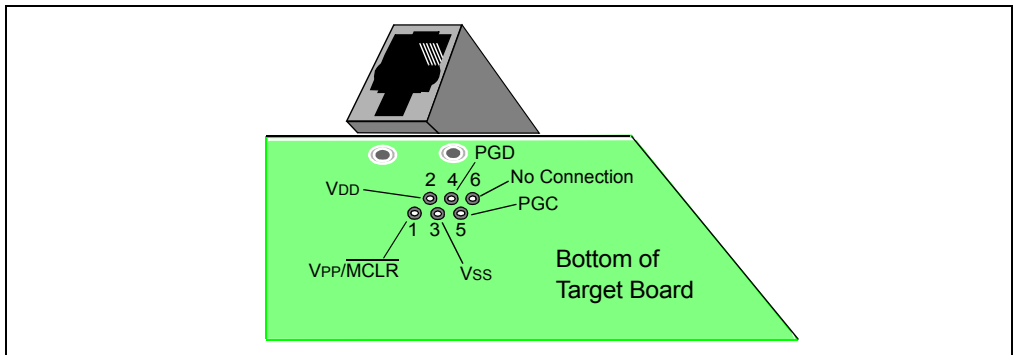 PGD
2 4 6
No Connection
VDD
PGC
1 3 5
VPP/MCLR
VSS
Bottom of
Target Board